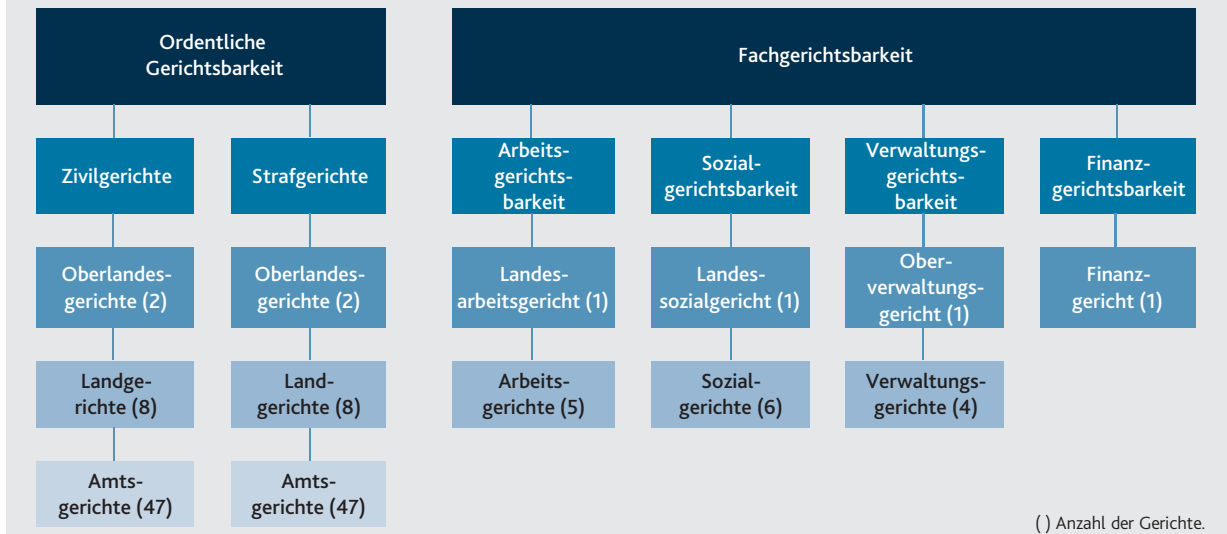 Ordentliche
Gerichtsbarkeit
Fachgerichtsbarkeit
Zivilgerichte
Strafgerichte
Arbeits-
gerichts-
barkeit
Sozial-
gerichtsbarkeit
Verwaltungs-
gerichts-
barkeit
Finanz-
gerichtsbarkeit
Oberlandes-
gerichte (2)
Oberlandes-
gerichte (2)
Landes-
arbeitsgericht (1)
Landes-
sozialgericht (1)
Ober-
verwaltungs-
gericht (1)
Finanz-
gericht (1)
Landge-
richte (8)
Land-
gerichte (8)
Arbeits-
gerichte (5)
Sozial-
gerichte (6)
Verwaltungs-
gerichte (4)
Amts-
gerichte (47)
Amts-
gerichte (47)
( ) Anzahl der Gerichte.